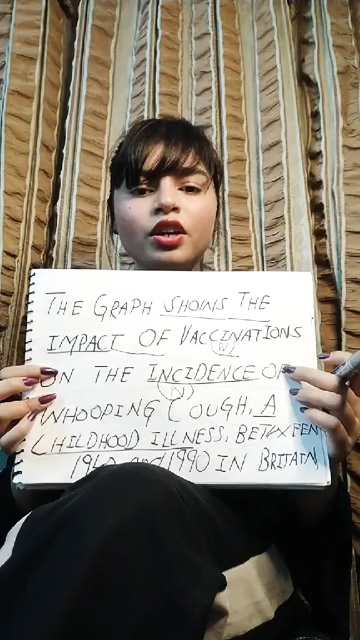 THE GRAPH SHOWS THE
IMPACT OF VACCINATIONS
(N)
ON THE INCIDENCE OF
(N)
WHOOPING COUGH, A
CHILDHOOD ILLNESS, BETWEEN
1940 and 1990 IN BRITAIN